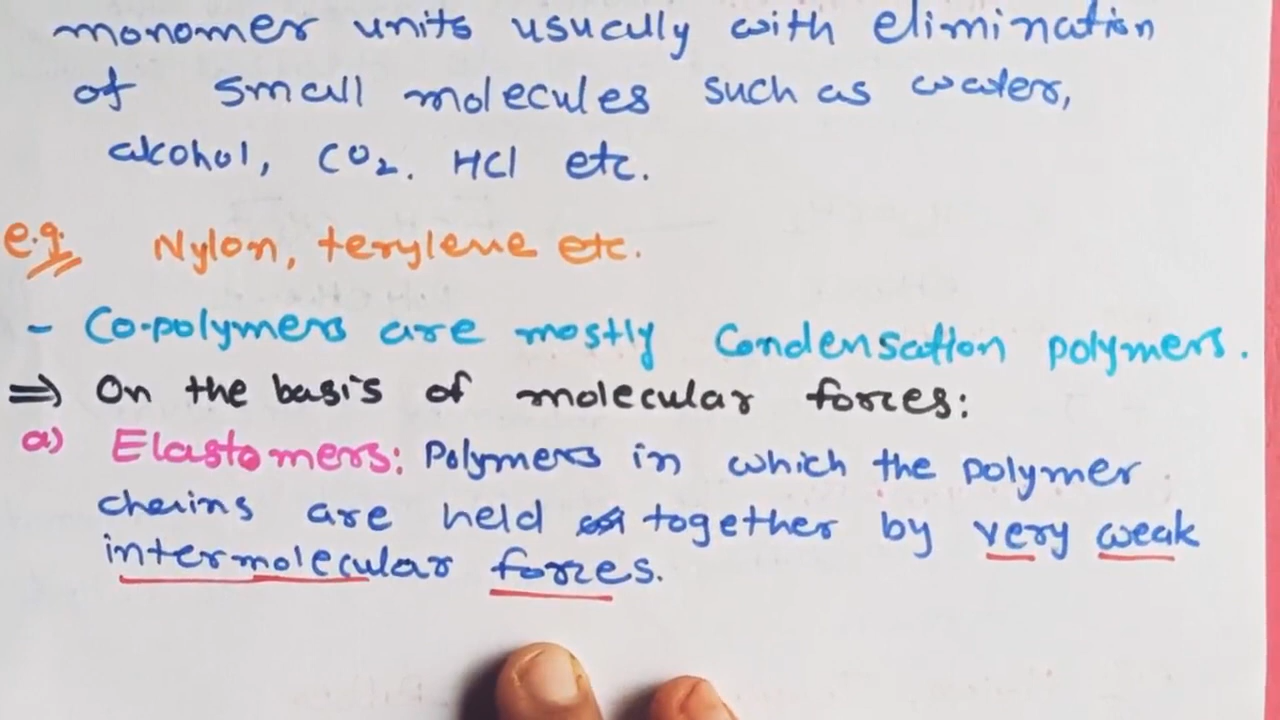 monomer units usually with elimination
of small molecules such as water,
alcohol, CO₂. HCl etc.
e.g. Nylon, terylene etc.
- Co-polymers are mostly Condensation polymers.
⇒ On the basis of molecular forces:
a) Elastomers: Polymers in which the polymer
chains are held together by very weak
intermolecular forces.